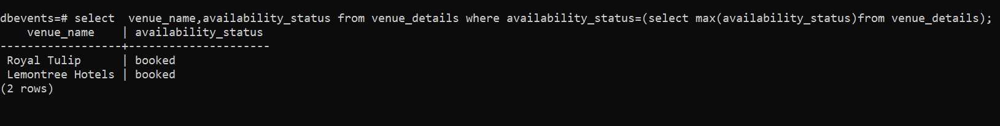 dbevents=# select  venue_name,availability_status from venue_details where availability_status=(select max(availability_status)from venue_details);
    venue_name    | availability_status
------------------+---------------------
 Royal Tulip      | booked
 Lemontree Hotels | booked
(2 rows)